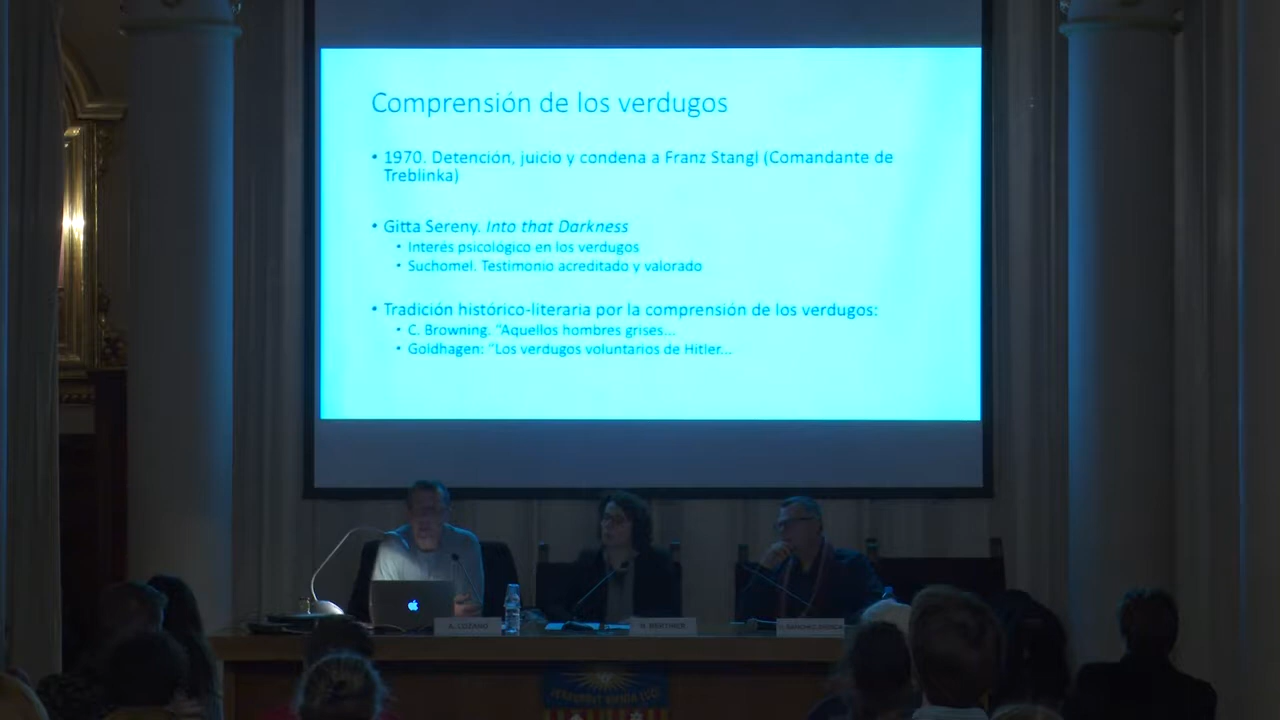 Comprensión de los verdugos
• 1970. Detención, juicio y condena a Franz Stangl (Comandante de
Treblinka)
• Gitta Sereny. Into that Darkness
• Interés psicológico en los verdugos
• Suchomel. Testimonio acreditado y valorado
• Tradición histórico-literaria por la comprensión de los verdugos:
• C. Browning. "Aquellos hombres grises...
• Goldhagen: "Los verdugos voluntarios de Hitler...
A. LOZANO